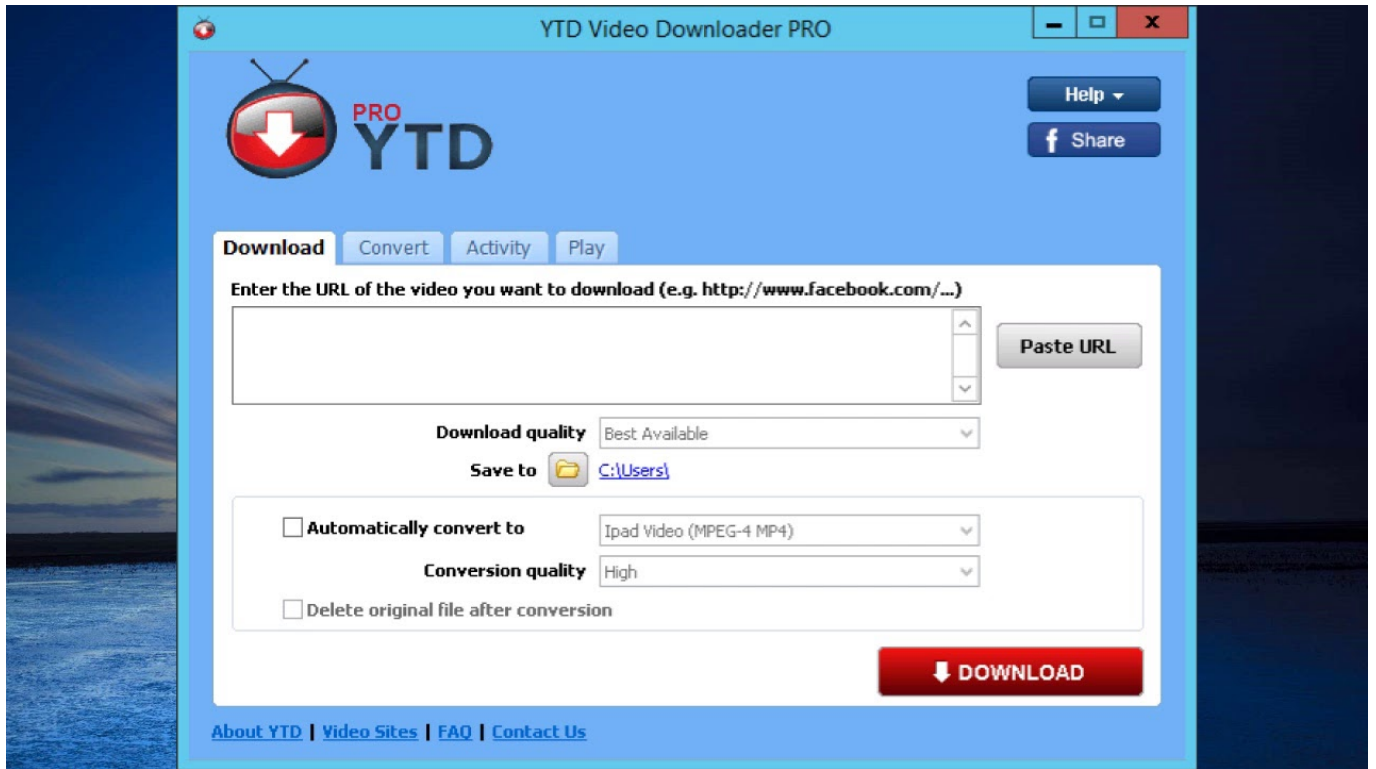 YTD Video Downloader PRO
PRO
YTD
Help
f Share
Download Convert Activity Play
Enter the URL of the video you want to download (e.g. http://www.facebook.com/...)
Paste URL
Download quality Best Available
Save to C:\Users\
Automatically convert to Ipad Video (MPEG-4 MP4)
Conversion quality High
Delete original file after conversion
DOWNLOAD
About YTD | Video Sites | FAQ | Contact Us